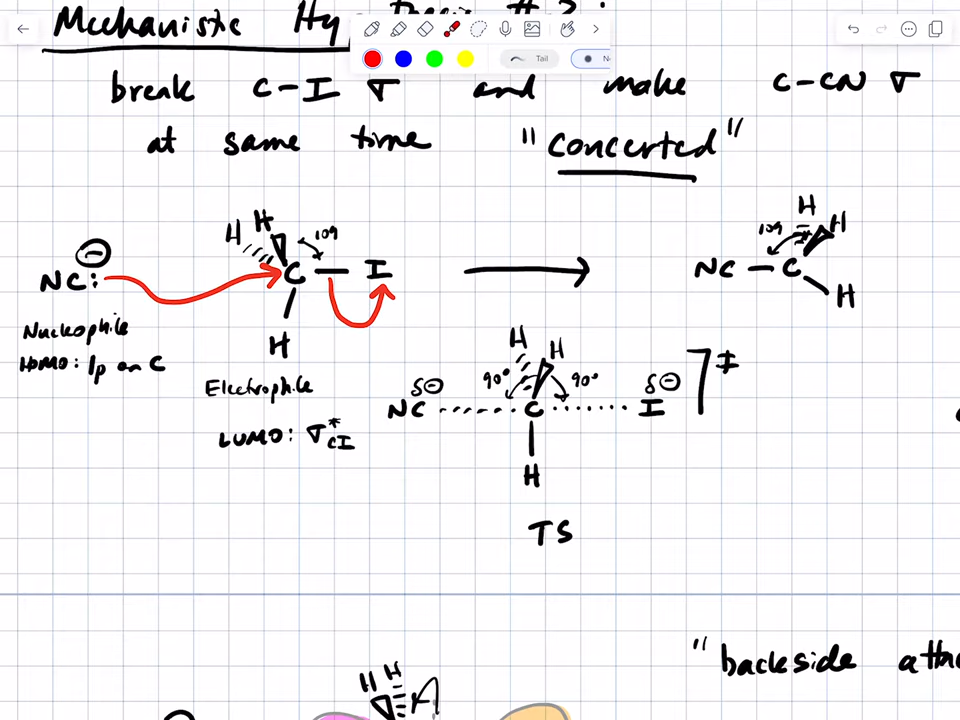 Mechanistic
Tail
break C-I σ and make C-CN σ
at same time "concerted"
NC:
⊖
H H
109
C - I
H
H
109
H
NC - C
H
Nucleophile
HOMO: lp on C
Electrophile
LUMO: σ*CI
H H
δ⊖ 90° 90° δ⊖ ‡
NC C I
H
TS
"backside
H H